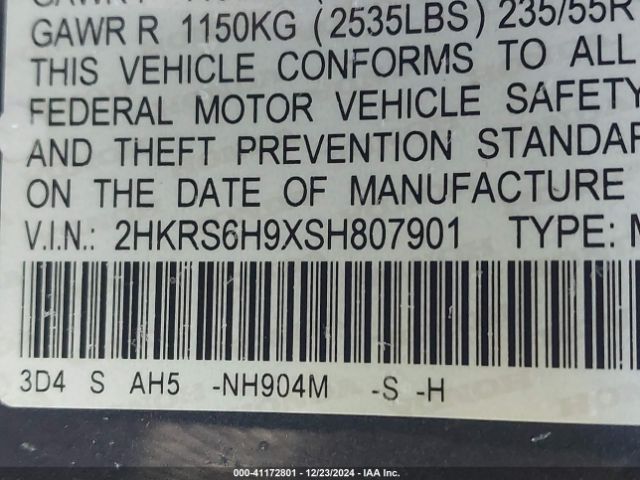 GAWR R 1150KG (2535LBS) 235/55R
THIS VEHICLE CONFORMS TO ALL
FEDERAL MOTOR VEHICLE SAFETY
AND THEFT PREVENTION STANDAR
ON THE DATE OF MANUFACTURE
V.I.N.: 2HKRS6H9XSH807901 TYPE: M
3D4 S AH5 -NH904M -S -H
000-41172801 - 12/23/2024 - IAA Inc.